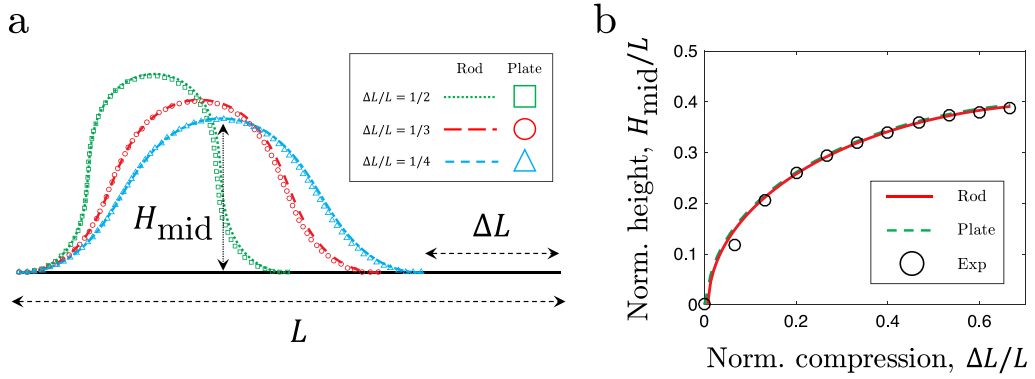 a
Rod Plate
ΔL/L = 1/2
ΔL/L = 1/3
ΔL/L = 1/4
H_mid
ΔL
L
b
Norm. height, H_mid/L
0.5
0.4
0.3
0.2
0.1
0
0 0.2 0.4 0.6
Rod
Plate
Exp
Norm. compression, ΔL/L